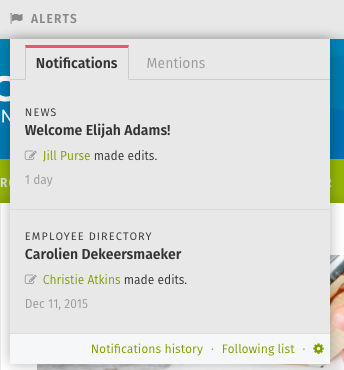 ALERTS
Notifications Mentions
NEWS
Welcome Elijah Adams!
Jill Purse made edits.
1 day
EMPLOYEE DIRECTORY
Carolien Dekeersmaeker
Christie Atkins made edits.
Dec 11, 2015
Notifications history · Following list ·